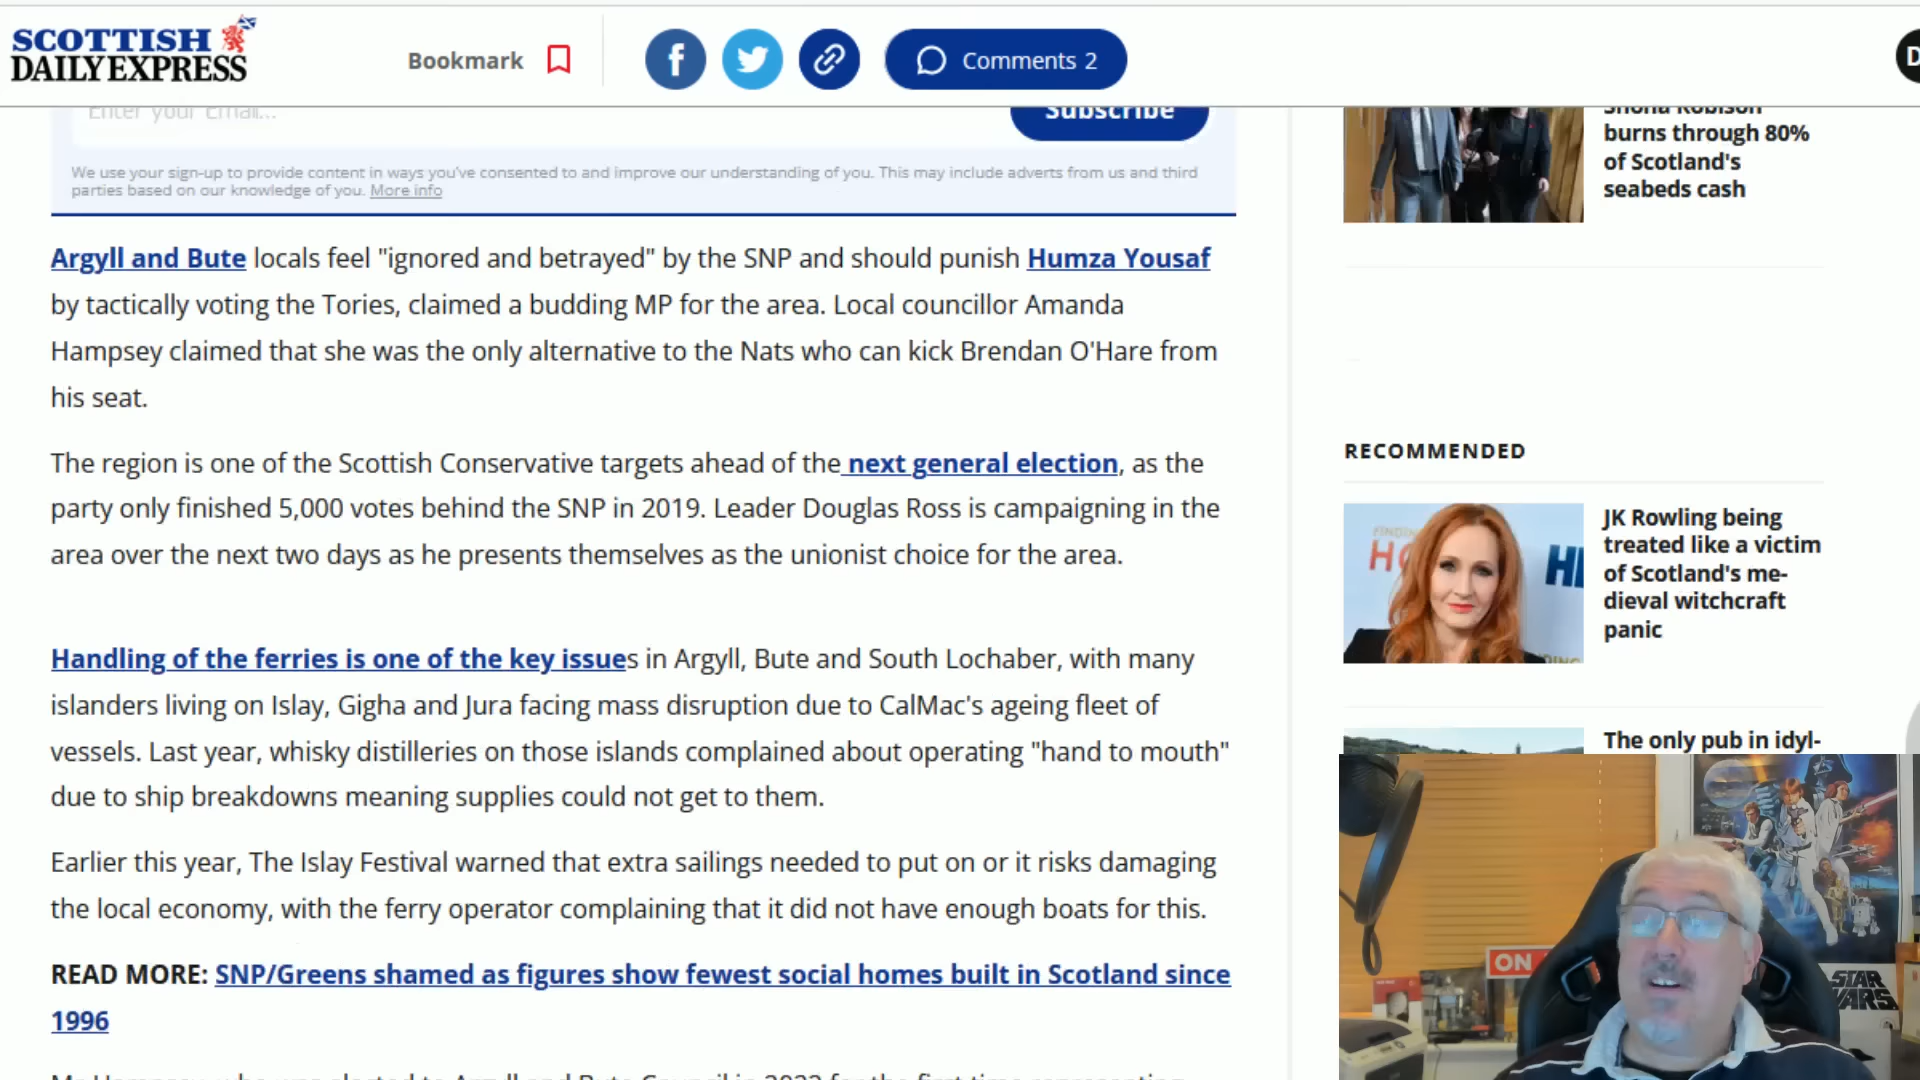 SCOTTISH
DAILY EXPRESS
Bookmark
Comments 2
Enter your Email...
Subscribe
We use your sign-up to provide content in ways you've consented to and improve our understanding of you. This may include adverts from us and third
parties based on our knowledge of you. More info
Argyll and Bute locals feel "ignored and betrayed" by the SNP and should punish Humza Yousaf
by tactically voting the Tories, claimed a budding MP for the area. Local councillor Amanda
Hampsey claimed that she was the only alternative to the Nats who can kick Brendan O'Hare from
his seat.
The region is one of the Scottish Conservative targets ahead of the next general election, as the
party only finished 5,000 votes behind the SNP in 2019. Leader Douglas Ross is campaigning in the
area over the next two days as he presents themselves as the unionist choice for the area.
Handling of the ferries is one of the key issues in Argyll, Bute and South Lochaber, with many
islanders living on Islay, Gigha and Jura facing mass disruption due to CalMac's ageing fleet of
vessels. Last year, whisky distilleries on those islands complained about operating "hand to mouth"
due to ship breakdowns meaning supplies could not get to them.
Earlier this year, The Islay Festival warned that extra sailings needed to put on or it risks damaging
the local economy, with the ferry operator complaining that it did not have enough boats for this.
READ MORE: SNP/Greens shamed as figures show fewest social homes built in Scotland since
1996
Shona Robison
burns through 80%
of Scotland's
seabeds cash
RECOMMENDED
JK Rowling being
treated like a victim
of Scotland's me-
dieval witchcraft
panic
The only pub in idyl-
ON
STAR
WARS